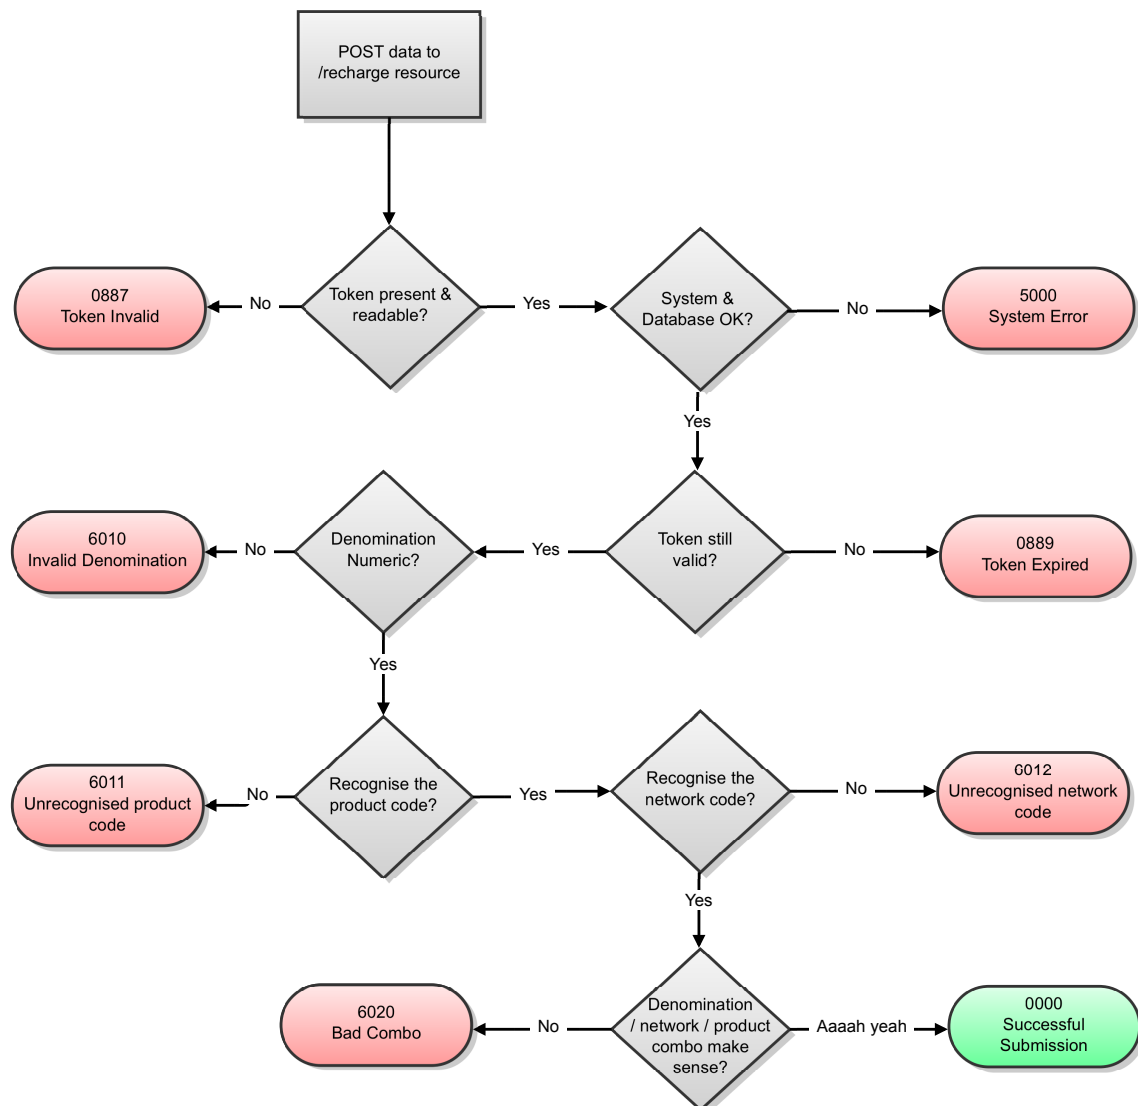 POST data to
/recharge resource
0887
Token Invalid
No
Token present &
readable?
Yes
System &
Database OK?
No
5000
System Error
Yes
6010
Invalid Denomination
No
Denomination
Numeric?
Yes
Token still
valid?
No
0889
Token Expired
Yes
6011
Unrecognised product
code
No
Recognise the
product code?
Yes
Recognise the
network code?
No
6012
Unrecognised network
code
Yes
6020
Bad Combo
No
Denomination
/ network / product
combo make
sense?
Aaaah yeah
0000
Successful
Submission